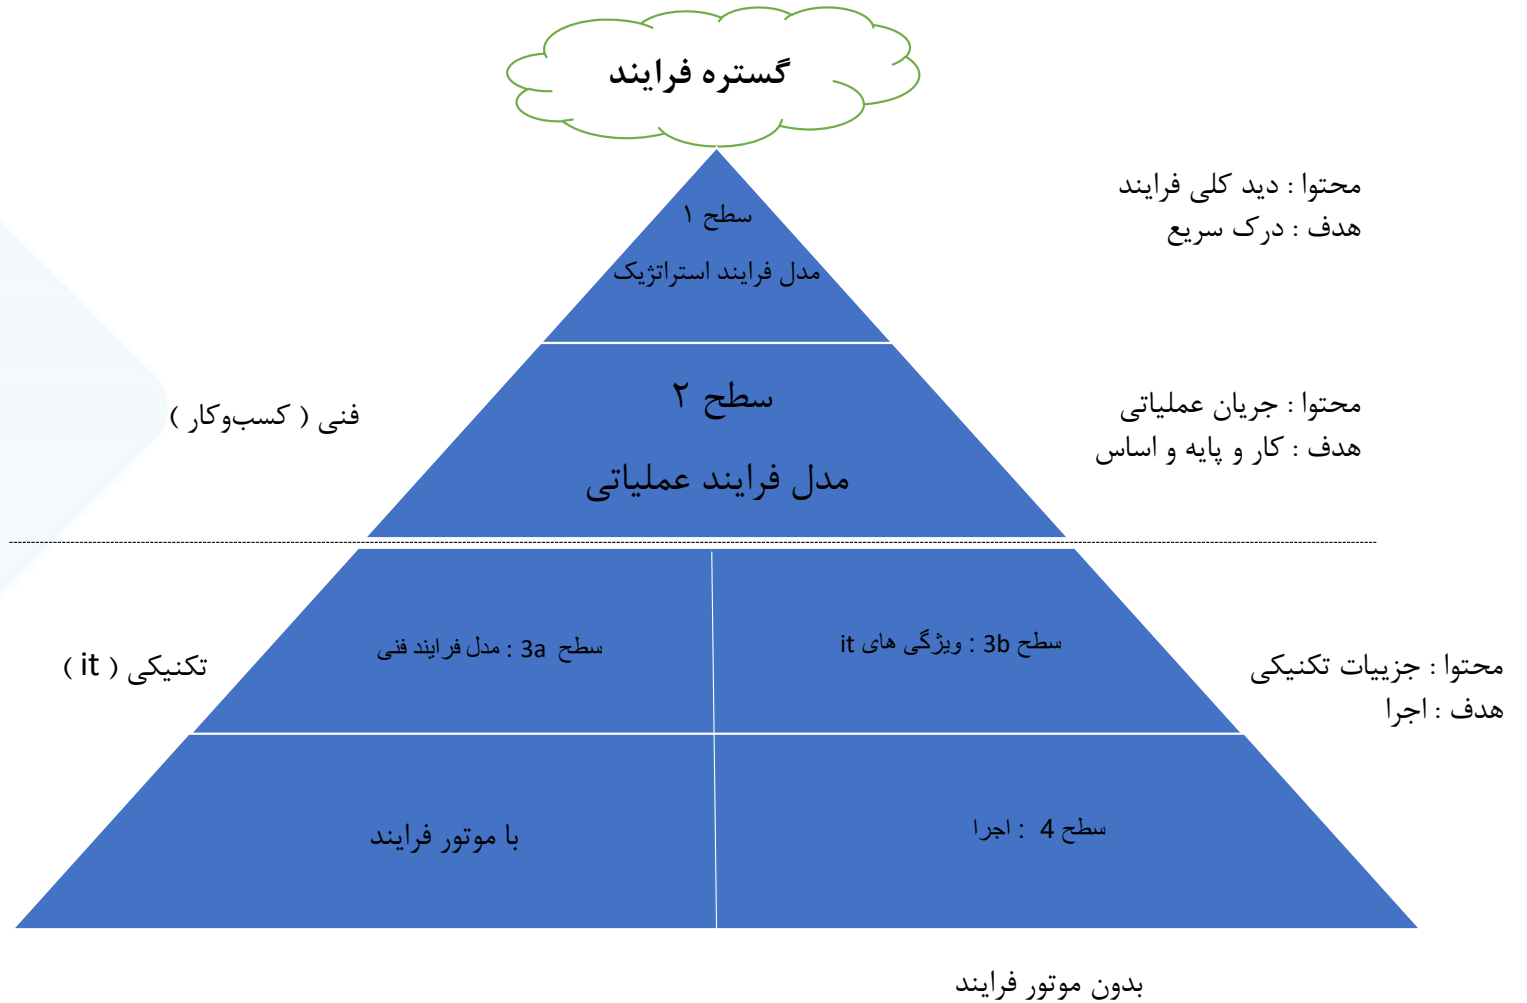 گستره فرایند
محتوا : دید کلی فرایند
هدف : درک سریع
سطح ۱
مدل فرایند استراتژیک
سطح ۲
مدل فرایند عملیاتی
محتوا : جریان عملیاتی
هدف : کار و پایه و اساس
فنی ( کسب‌وکار )
سطح 3b : ویژگی های it
سطح 3a : مدل فرایند فنی
محتوا : جزییات تکنیکی
هدف : اجرا
تکنیکی ( it )
سطح 4 : اجرا
با موتور فرایند
بدون موتور فرایند